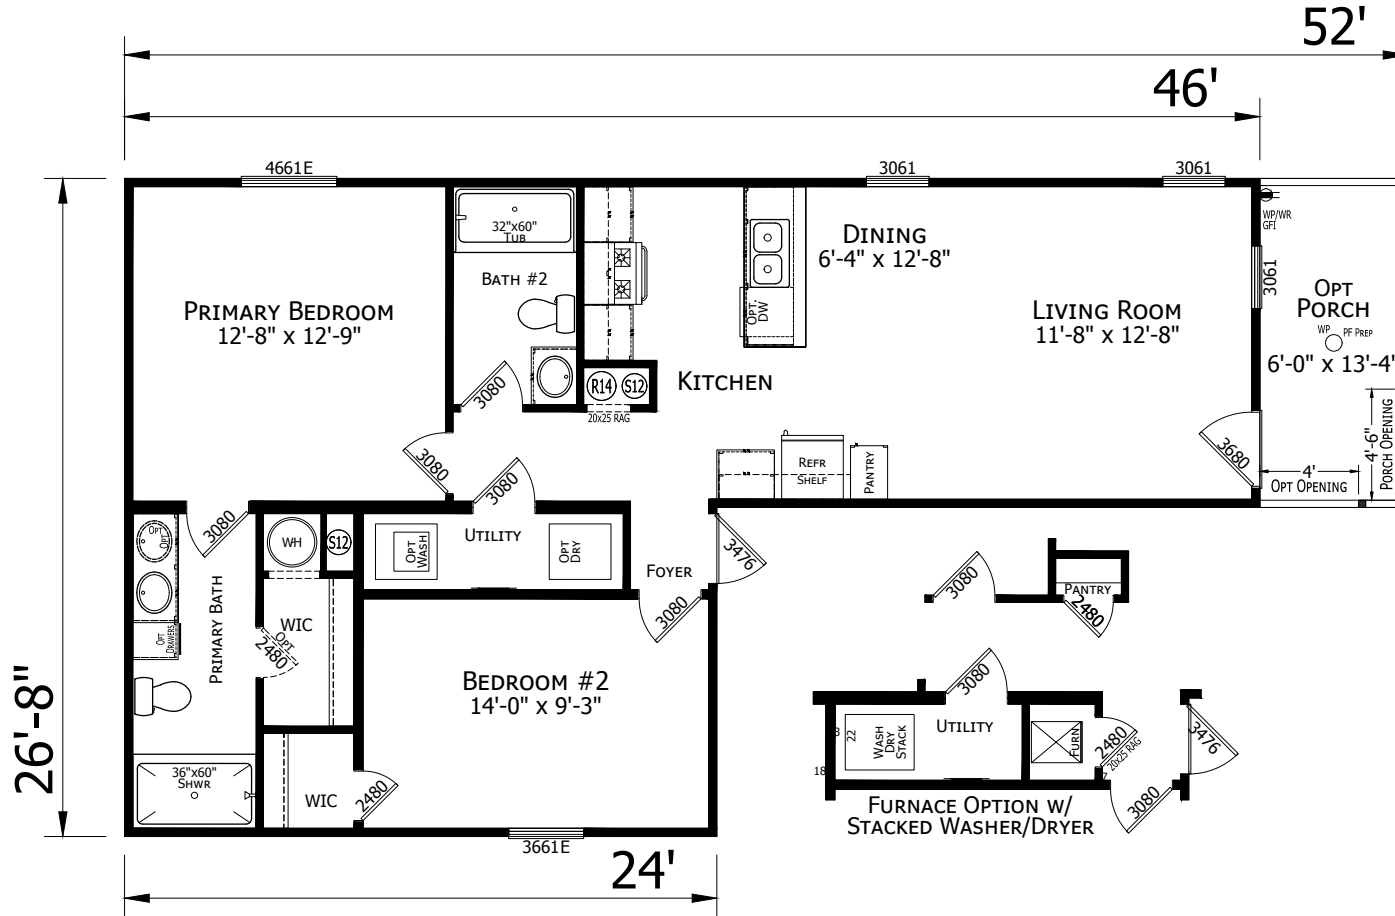 52'
46'
4661E
3061
3061
32"x60"
TUB
BATH #2
PRIMARY BEDROOM
12'-8" x 12'-9"
OPT.
DW
DINING
6'-4" x 12'-8"
LIVING ROOM
11'-8" x 12'-8"
3061
WP/WR
GFI
OPT
PORCH
WP
PF PREP
6'-0" x 13'-4"
KITCHEN
R14
S12
20x25 RAG
3080
3080
3080
REFR
SHELF
PANTRY
3680
4'
OPT OPENING
4'-6"
PORCH OPENING
26'-8"
OPT
OPT
3080
WH
S12
OPT
WASH
UTILITY
OPT
DRY
FOYER
3476
3080
OPT
DRAWERS
PRIMARY BATH
WIC
OPT
2480
BEDROOM #2
14'-0" x 9'-3"
36"x60"
SHWR
WIC
2480
3661E
24'
3080
PANTRY
2480
3080
22
18
WASH
DRY
STACK
UTILITY
FURN
2480
20x25 RAG
3476
3080
FURNACE OPTION W/
STACKED WASHER/DRYER